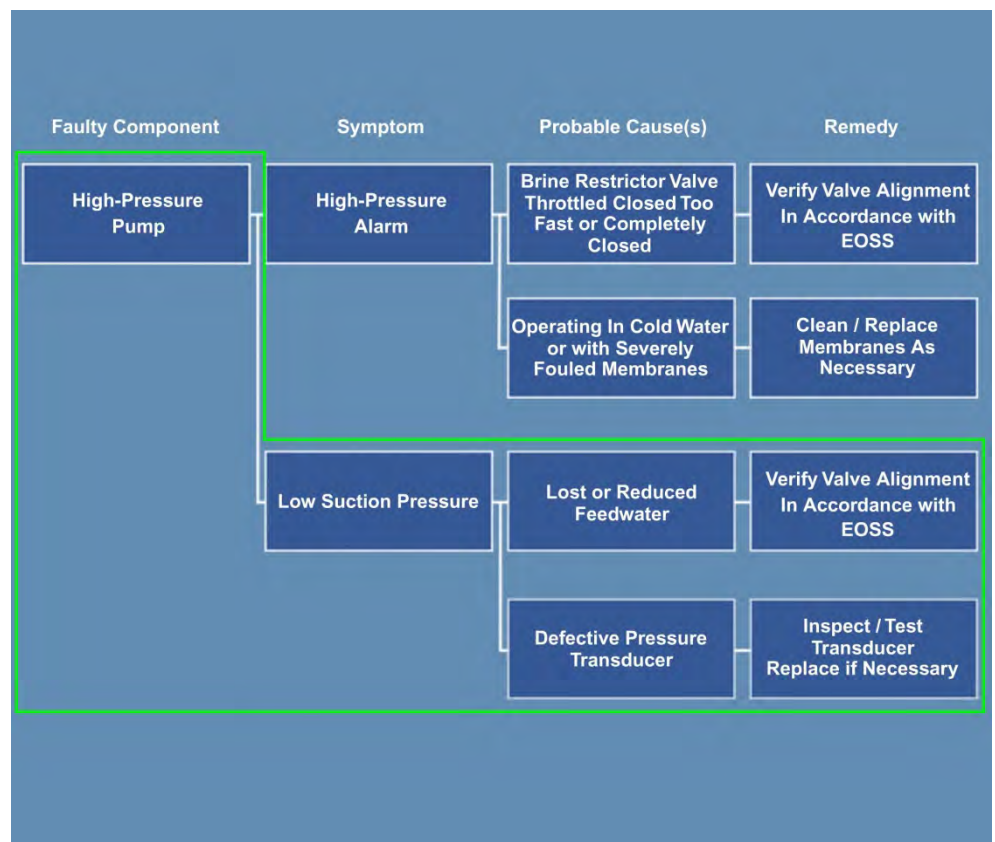 Faulty Component
Symptom
Probable Cause(s)
Remedy
High-Pressure
Pump
High-Pressure
Alarm
Brine Restrictor Valve
Throttled Closed Too
Fast or Completely
Closed
Verify Valve Alignment
In Accordance with
EOSS
Operating In Cold Water
or with Severely
Fouled Membranes
Clean / Replace
Membranes As
Necessary
Low Suction Pressure
Lost or Reduced
Feedwater
Verify Valve Alignment
In Accordance with
EOSS
Defective Pressure
Transducer
Inspect / Test
Transducer
Replace if Necessary